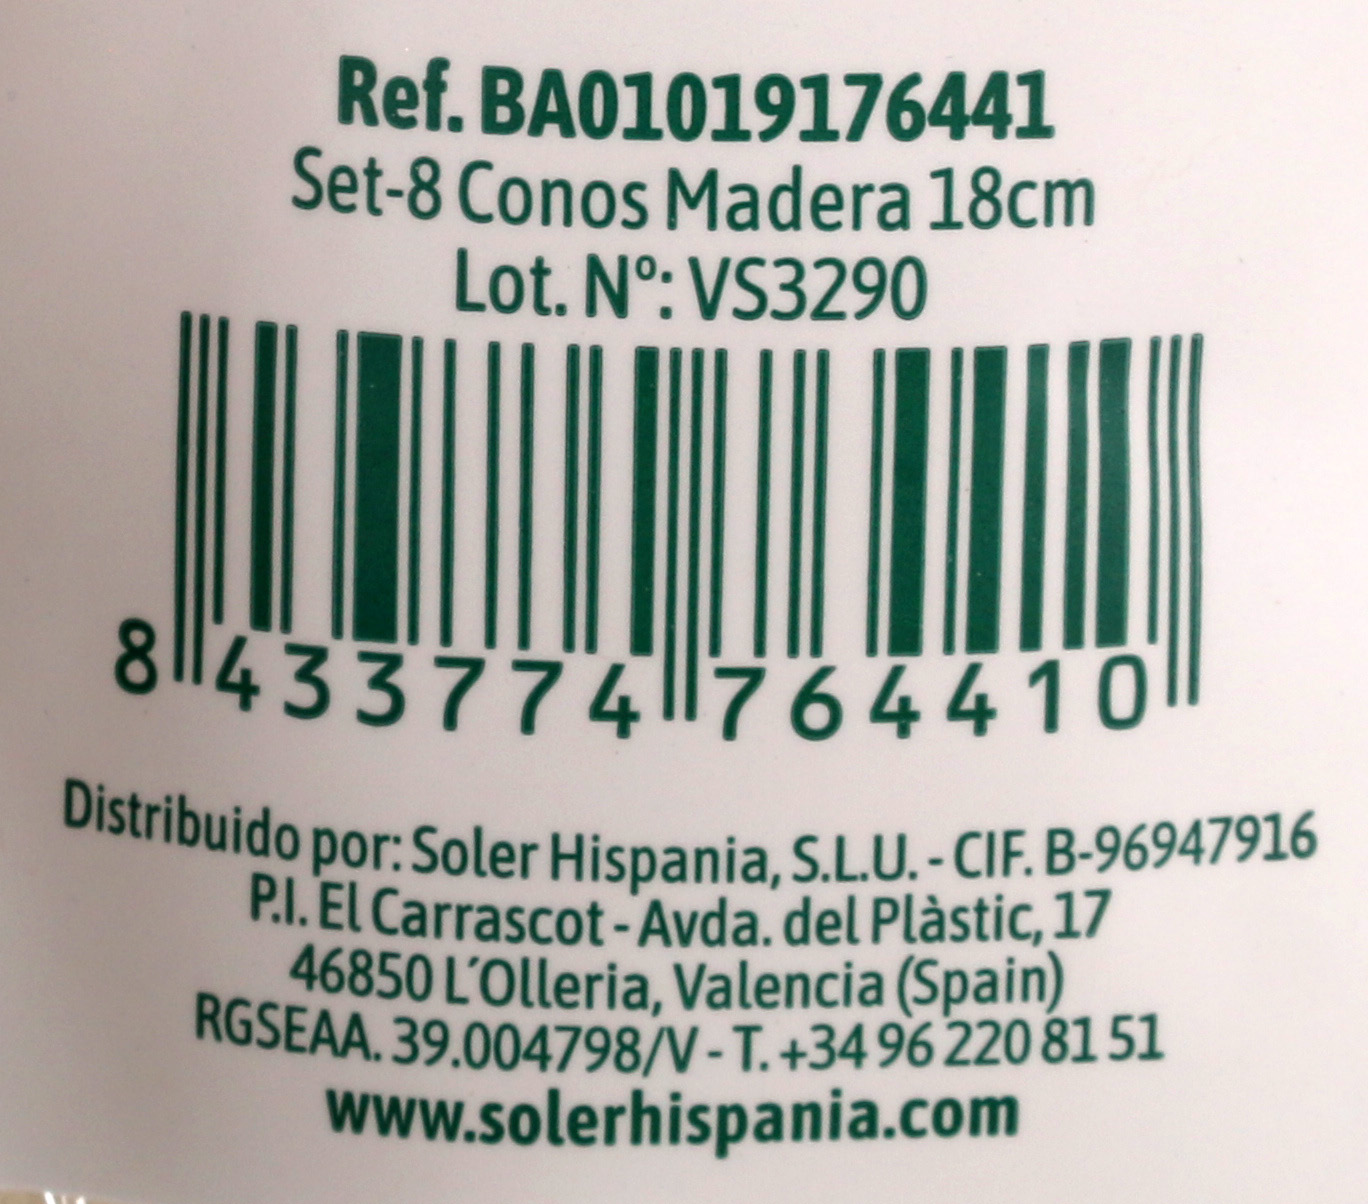 Ref. BA01019176441
Set-8 Conos Madera 18cm
Lot. Nº: VS3290
8 433774 764410
Distribuido por: Soler Hispania, S.L.U. - CIF. B-96947916
P.I. El Carrascot - Avda. del Plàstic, 17
46850 L´Olleria, Valencia (Spain)
RGSEAA. 39.004798/V - T. +34 96 220 81 51
www.solerhispania.com